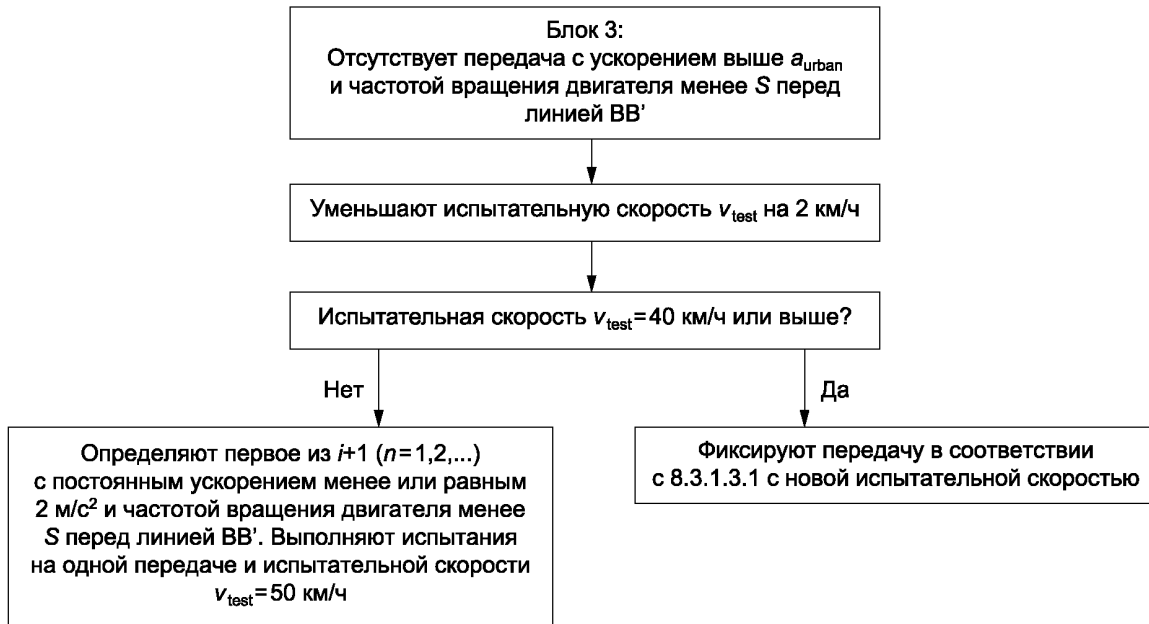 Блок 3:
Отсутствует передача с ускорением выше a_urban
и частотой вращения двигателя менее S перед
линией BB’
Уменьшают испытательную скорость v_test на 2 км/ч
Испытательная скорость v_test=40 км/ч или выше?
Нет
Да
Определяют первое из i+1 (n=1,2,...)
с постоянным ускорением менее или равным
2 м/с² и частотой вращения двигателя менее
S перед линией BB’. Выполняют испытания
на одной передаче и испытательной скорости
v_test=50 км/ч
Фиксируют передачу в соответствии
с 8.3.1.3.1 с новой испытательной скоростью